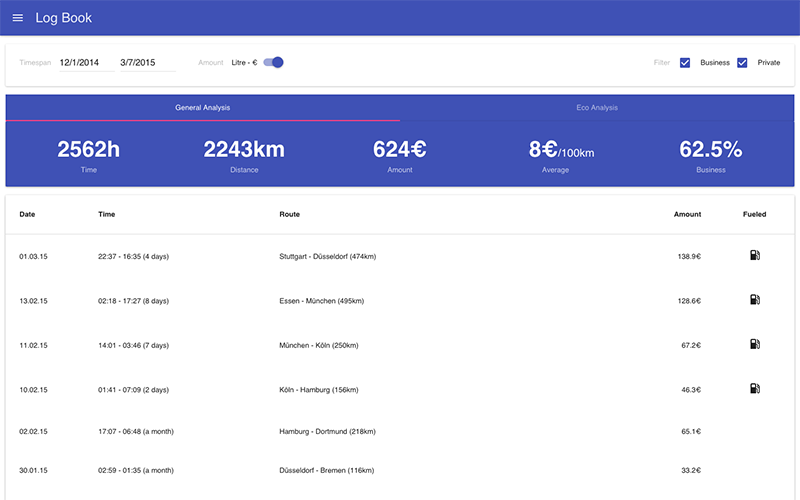 Log Book
Timespan 12/1/2014 3/7/2015 Amount Litre - € Filter Business Private
General Analysis Eco Analysis
2562h 2243km 624€ 8€/100km 62.5%
Time Distance Amount Average Business
Date Time Route Amount Fueled
01.03.15 22:37 - 16:35 (4 days) Stuttgart - Düsseldorf (474km) 138.9€
13.02.15 02:18 - 17:27 (8 days) Essen - München (495km) 128.6€
11.02.15 14:01 - 03:46 (7 days) München - Köln (250km) 67.2€
10.02.15 01:41 - 07:09 (2 days) Köln - Hamburg (156km) 46.3€
02.02.15 17:07 - 06:48 (a month) Hamburg - Dortmund (218km) 65.1€
30.01.15 02:59 - 01:35 (a month) Düsseldorf - Bremen (116km) 33.2€